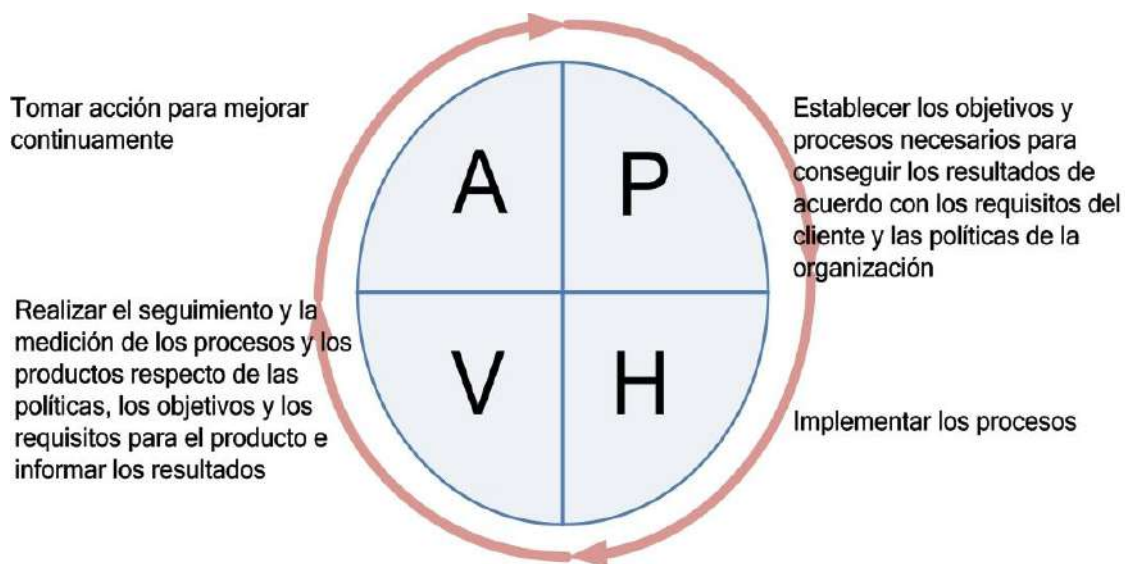 Tomar acción para mejorar
continuamente
A
P
Establecer los objetivos y
procesos necesarios para
conseguir los resultados de
acuerdo con los requisitos del
cliente y las políticas de la
organización
Realizar el seguimiento y la
medición de los procesos y los
productos respecto de las
políticas, los objetivos y los
requisitos para el producto e
informar los resultados
V
H
Implementar los procesos